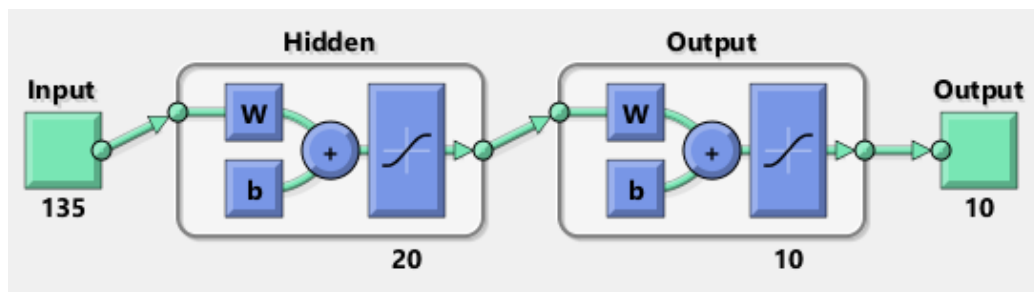 Hidden Output
Input Output
W W
+ +
b b
135 10
20 10